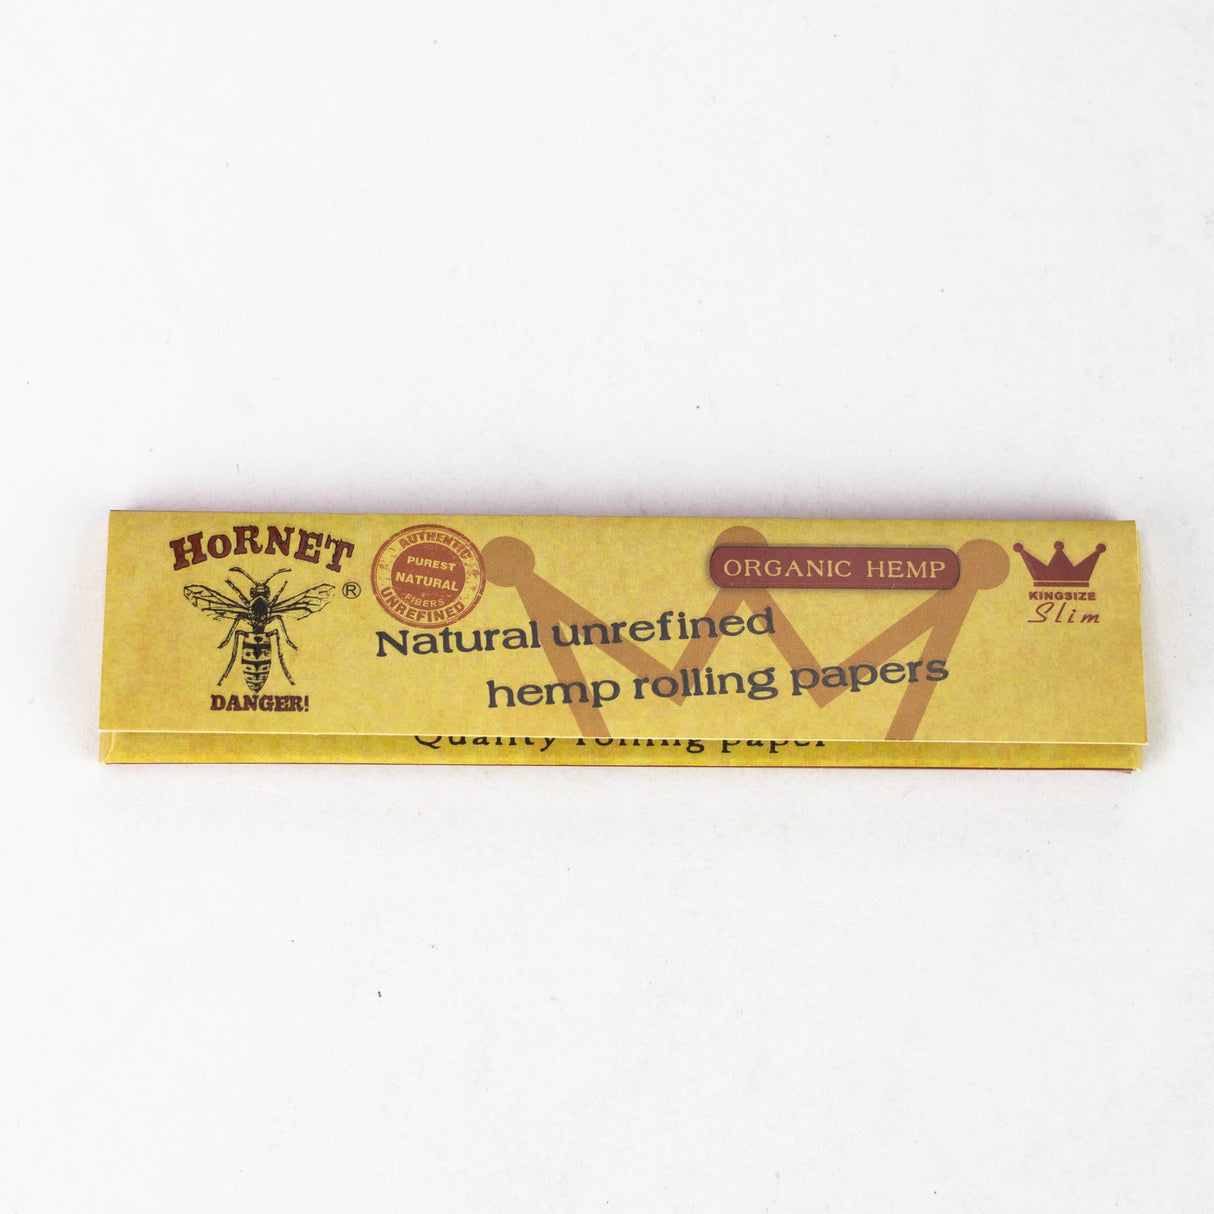 HoRNET
®
DANGER!
AUTHENTIC
PUREST
NATURAL
FIBERS
UNREFINED
ORGANIC HEMP
Natural unrefined
hemp rolling papers
KINGSIZE
Slim
Quality rolling paper